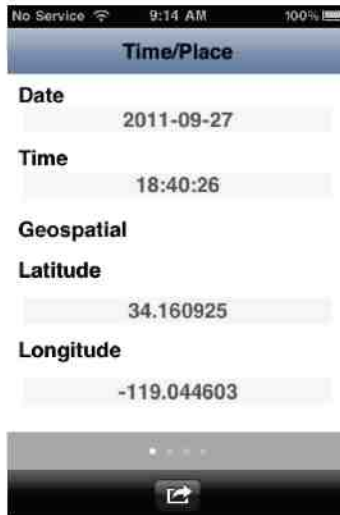 No Service 9:14 AM 100%
Time/Place
Date
2011-09-27
Time
18:40:26
Geospatial
Latitude
34.160925
Longitude
-119.044603